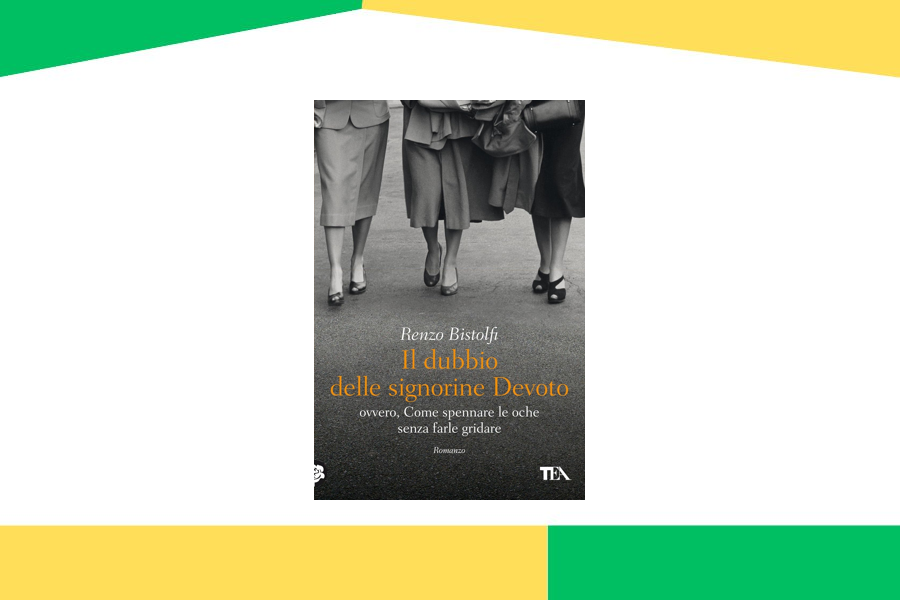 Renzo Bistolfi
Il dubbio
delle signorine Devoto
ovvero, Come spennare le oche
senza farle gridare
Romanzo
TEA